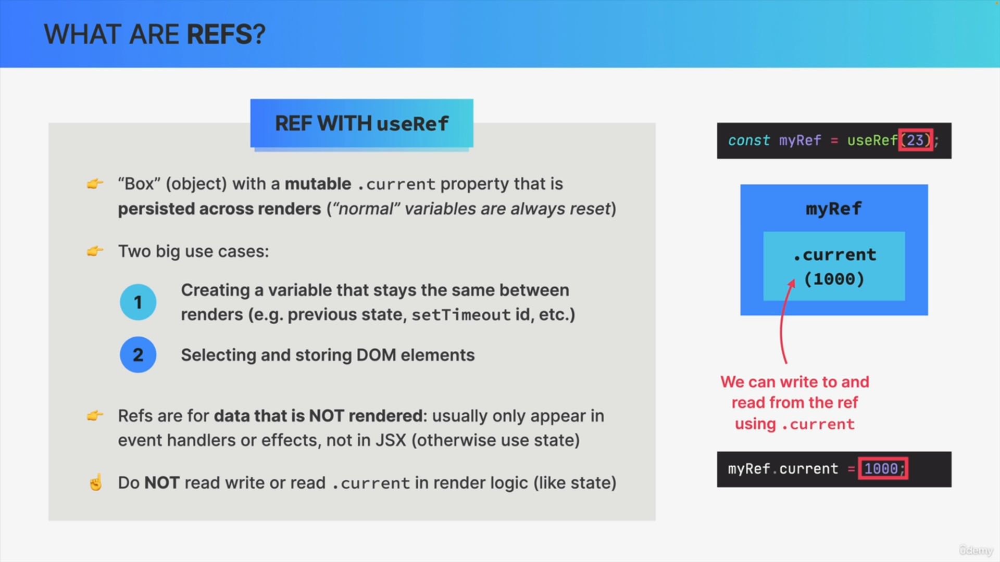 WHAT ARE REFS?
REF WITH useRef
“Box” (object) with a mutable .current property that is
persisted across renders (“normal” variables are always reset)
Two big use cases:
1
Creating a variable that stays the same between
renders (e.g. previous state, setTimeout id, etc.)
2
Selecting and storing DOM elements
Refs are for data that is NOT rendered: usually only appear in
event handlers or effects, not in JSX (otherwise use state)
Do NOT read write or read .current in render logic (like state)
const myRef = useRef(23);
myRef
.current
(1000)
We can write to and
read from the ref
using .current
myRef.current = 1000;
ûdemy